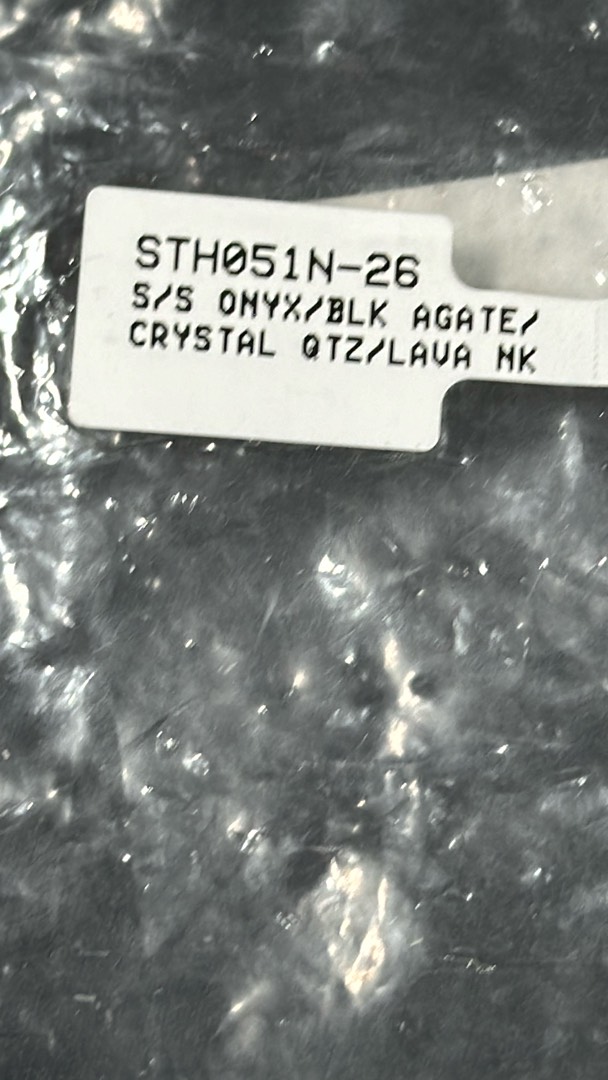 STH051N-26
S/S ONYX/BLK AGATE/
CRYSTAL QTZ/LAVA NK